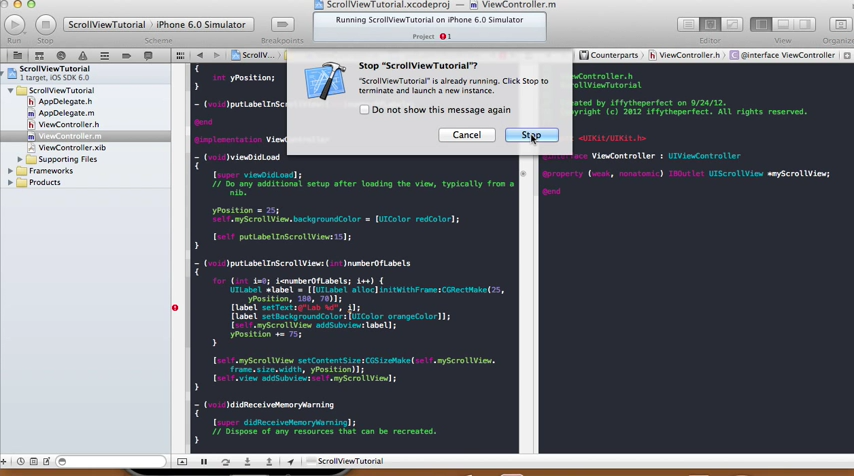 ScrollViewTutorial.xcodeproj — ViewController.m
ScrollViewTutorial iPhone 6.0 Simulator
Running ScrollViewTutorial on iPhone 6.0 Simulator
Project 1
Run Stop Scheme Breakpoints Editor View Organiz
ScrollV
Counterparts ViewController.h @interface ViewController
ScrollViewTutorial
1 target, iOS SDK 6.0
ScrollViewTutorial
AppDelegate.h
AppDelegate.m
ViewController.h
ViewController.m
ViewController.xib
Supporting Files
Frameworks
Products
Stop "ScrollViewTutorial"?
"ScrollViewTutorial" is already running. Click Stop to
terminate and launch a new instance.
Do not show this message again
Cancel Stop
{
int yPosition;
}
- (void)putLabelInScr
@end
@implementation ViewCon
- (void)viewDidLoad
{
[super viewDidLoad];
// Do any additional setup after loading the view, typically from a
nib.
yPosition = 25;
self.myScrollView.backgroundColor = [UIColor redColor];
[self putLabelInScrollView:15];
}
- (void)putLabelInScrollView:(int)numberOfLabels
{
for (int i=0; i<numberOfLabels; i++) {
UILabel *label = [[UILabel alloc]initWithFrame:CGRectMake(25,
yPosition, 180, 70)];
[label setText:@"Lab %d", i];
[label setBackgroundColor:[UIColor orangeColor]];
[self.myScrollView addSubview:label];
yPosition += 75;
}
[self.myScrollView setContentSize:CGSizeMake(self.myScrollView.
frame.size.width, yPosition)];
[self.view addSubview:self.myScrollView];
}
- (void)didReceiveMemoryWarning
{
[super didReceiveMemoryWarning];
// Dispose of any resources that can be recreated.
}
ewController.h
ScrollViewTutorial
ated by iffytheperfect on 9/24/12.
Copyright (c) 2012 iffytheperfect. All rights reserved.
<UIKit/UIKit.h>
@interface ViewController : UIViewController
@property (weak, nonatomic) IBOutlet UIScrollView *myScrollView;
@end
ScrollViewTutorial